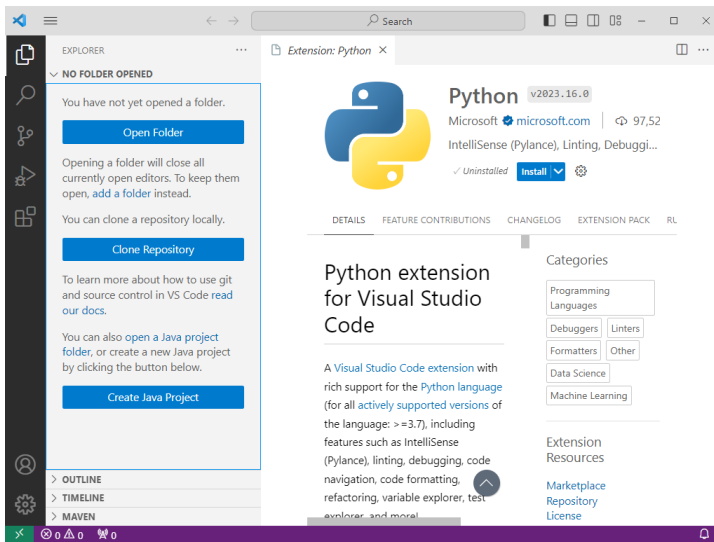 Search
EXPLORER
NO FOLDER OPENED
You have not yet opened a folder.
Open Folder
Opening a folder will close all
currently open editors. To keep them
open, add a folder instead.
You can clone a repository locally.
Clone Repository
To learn more about how to use git
and source control in VS Code read
our docs.
You can also open a Java project
folder, or create a new Java project
by clicking the button below.
Create Java Project
OUTLINE
TIMELINE
MAVEN
Extension: Python
Python v2023.16.0
Microsoft microsoft.com 97,52
IntelliSense (Pylance), Linting, Debuggi...
Uninstalled Install
DETAILS FEATURE CONTRIBUTIONS CHANGELOG EXTENSION PACK RU
Python extension
for Visual Studio
Code
A Visual Studio Code extension with
rich support for the Python language
(for all actively supported versions of
the language: >=3.7), including
features such as IntelliSense
(Pylance), linting, debugging, code
navigation, code formatting,
refactoring, variable explorer, test
explorer, and more!
Categories
Programming
Languages
Debuggers Linters
Formatters Other
Data Science
Machine Learning
Extension
Resources
Marketplace
Repository
License
0 0 0